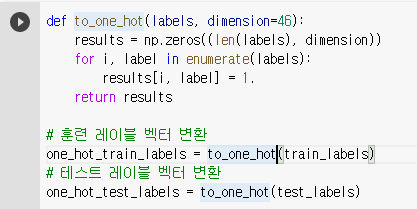 def to_one_hot(labels, dimension=46):
    results = np.zeros((len(labels), dimension))
    for i, label in enumerate(labels):
        results[i, label] = 1.
    return results
# 훈련 레이블 벡터 변환
one_hot_train_labels = to_one_hot(train_labels)
# 테스트 레이블 벡터 변환
one_hot_test_labels = to_one_hot(test_labels)